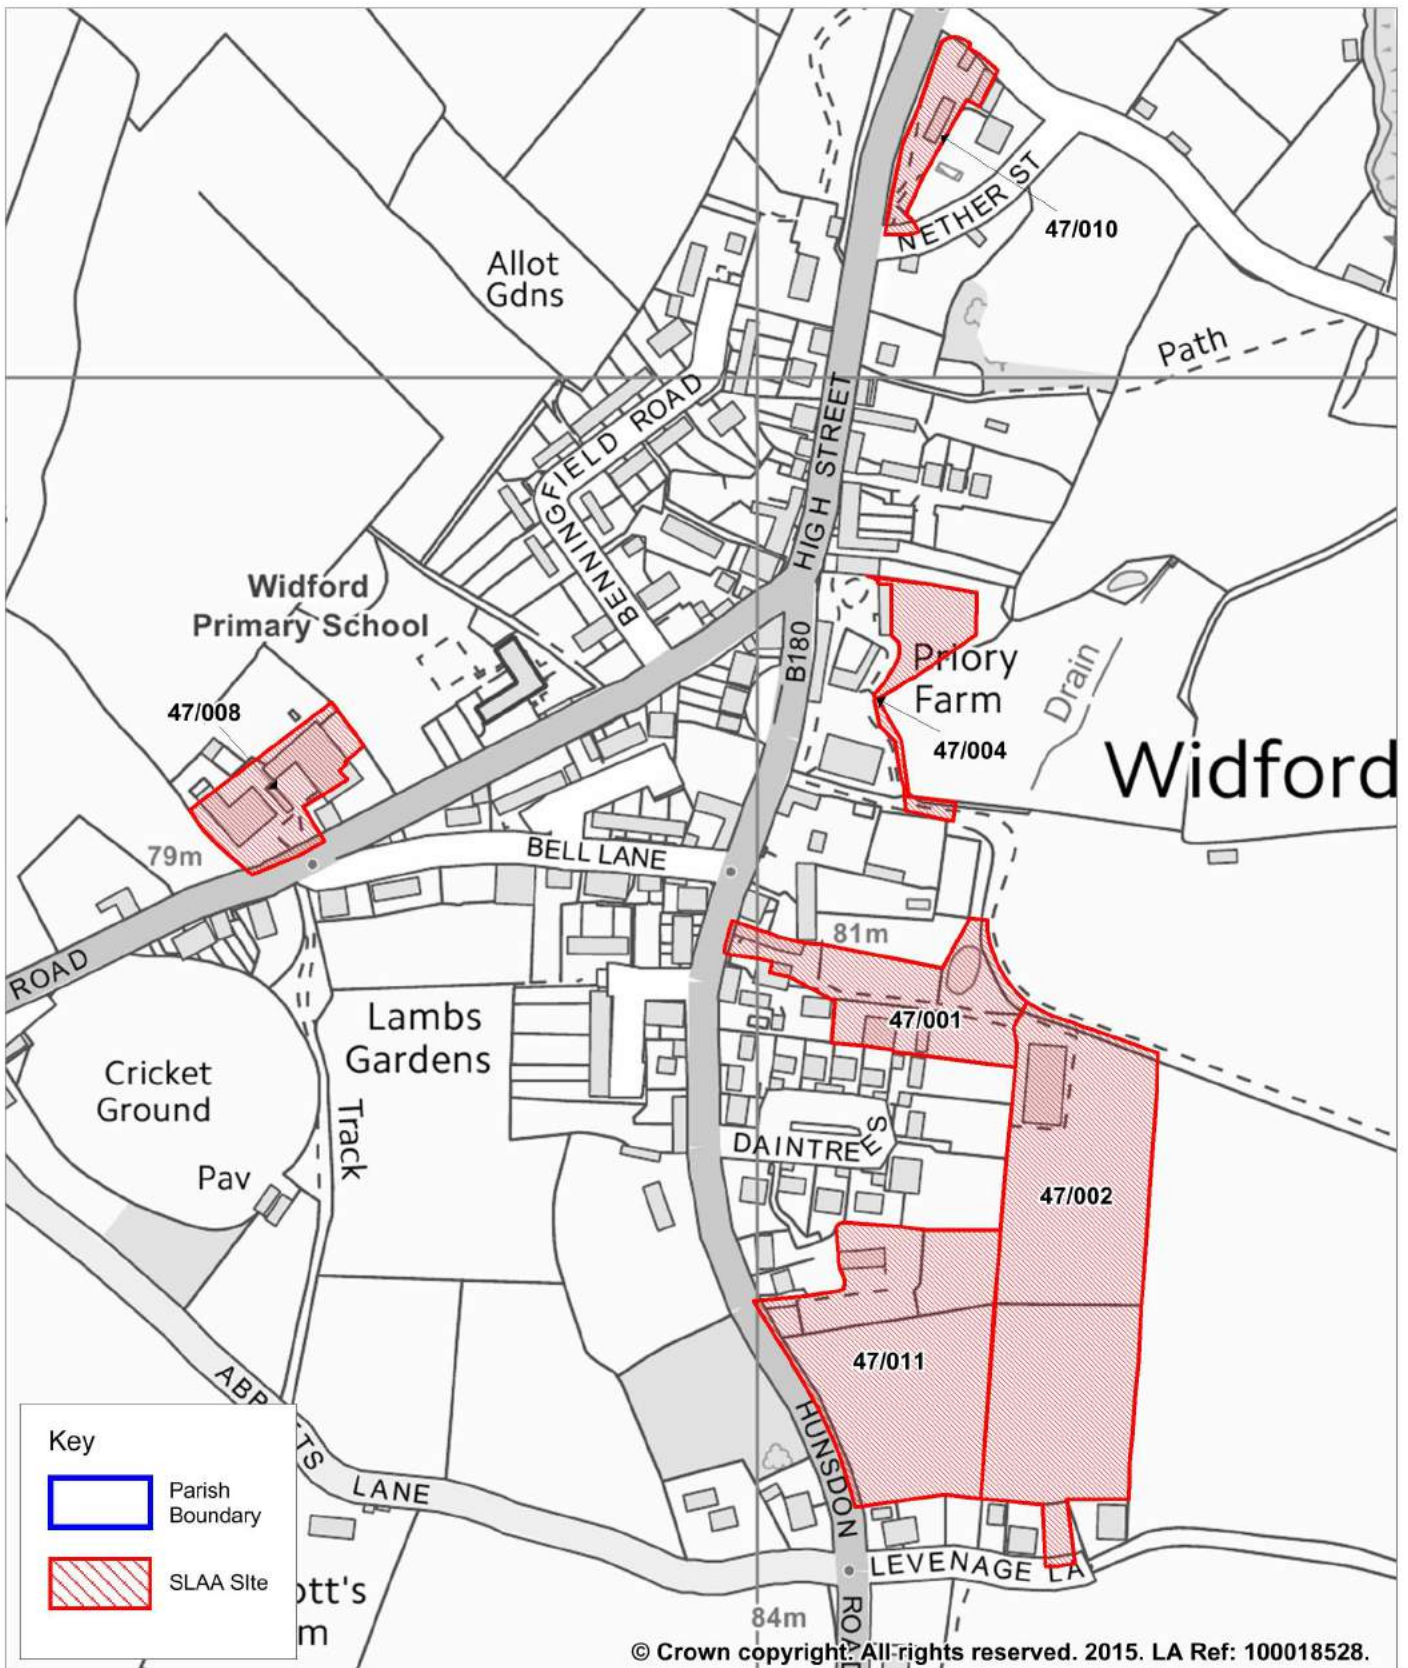 NETHER ST
47/010
Allot
Gdns
Path
HIGH STREET
BENNINGFIELD ROAD
Widford
Primary School
B180
Priory
Farm
Drain
47/008
47/004
Widford
79m
BELL LANE
81m
ROAD
Lambs
Gardens
47/001
Cricket
Ground
Track
DAINTREES
Pav
47/002
47/011
HUNSDON ROAD
LANE
LEVENAGE LA
84m
Key
Parish
Boundary
SLAA SIte
ott's
m
© Crown copyright. All rights reserved. 2015. LA Ref: 100018528.